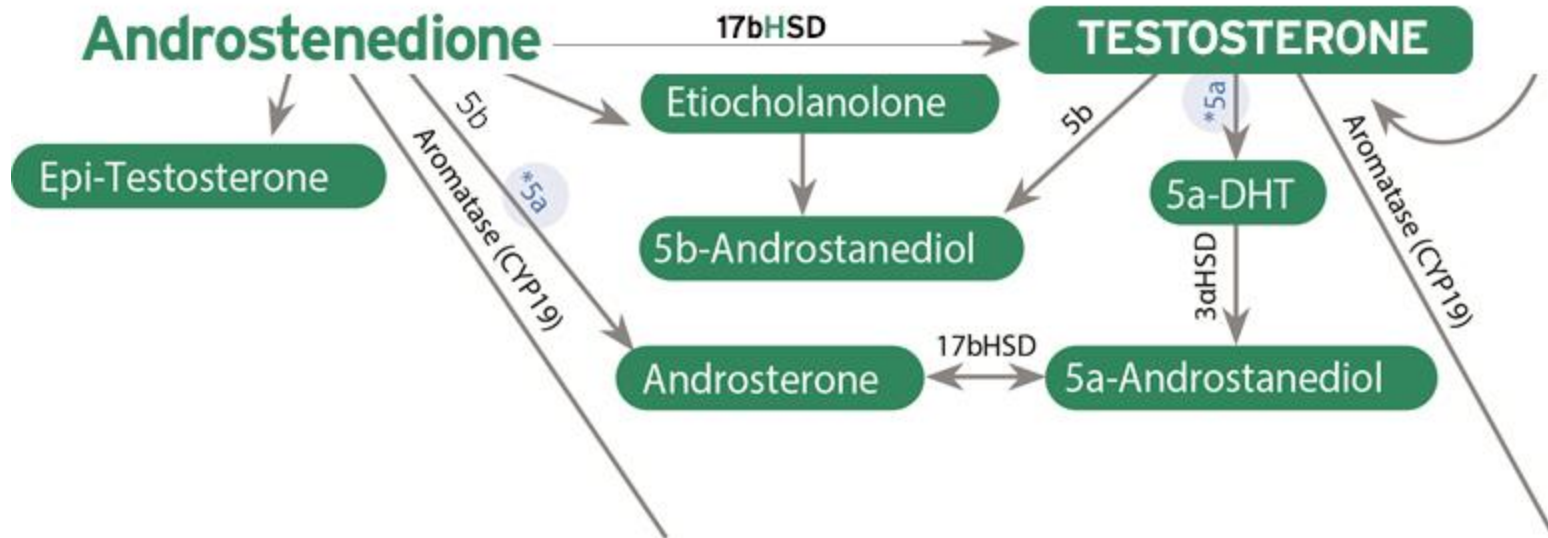 Androstenedione
17bHSD
TESTOSTERONE
Etiocholanolone
5b
*5a
5b
Aromatase (CYP19)
Aromatase (CYP19)
Epi-Testosterone
*5a
5a-DHT
5b-Androstanediol
3αHSD
Androsterone
17bHSD
5a-Androstanediol